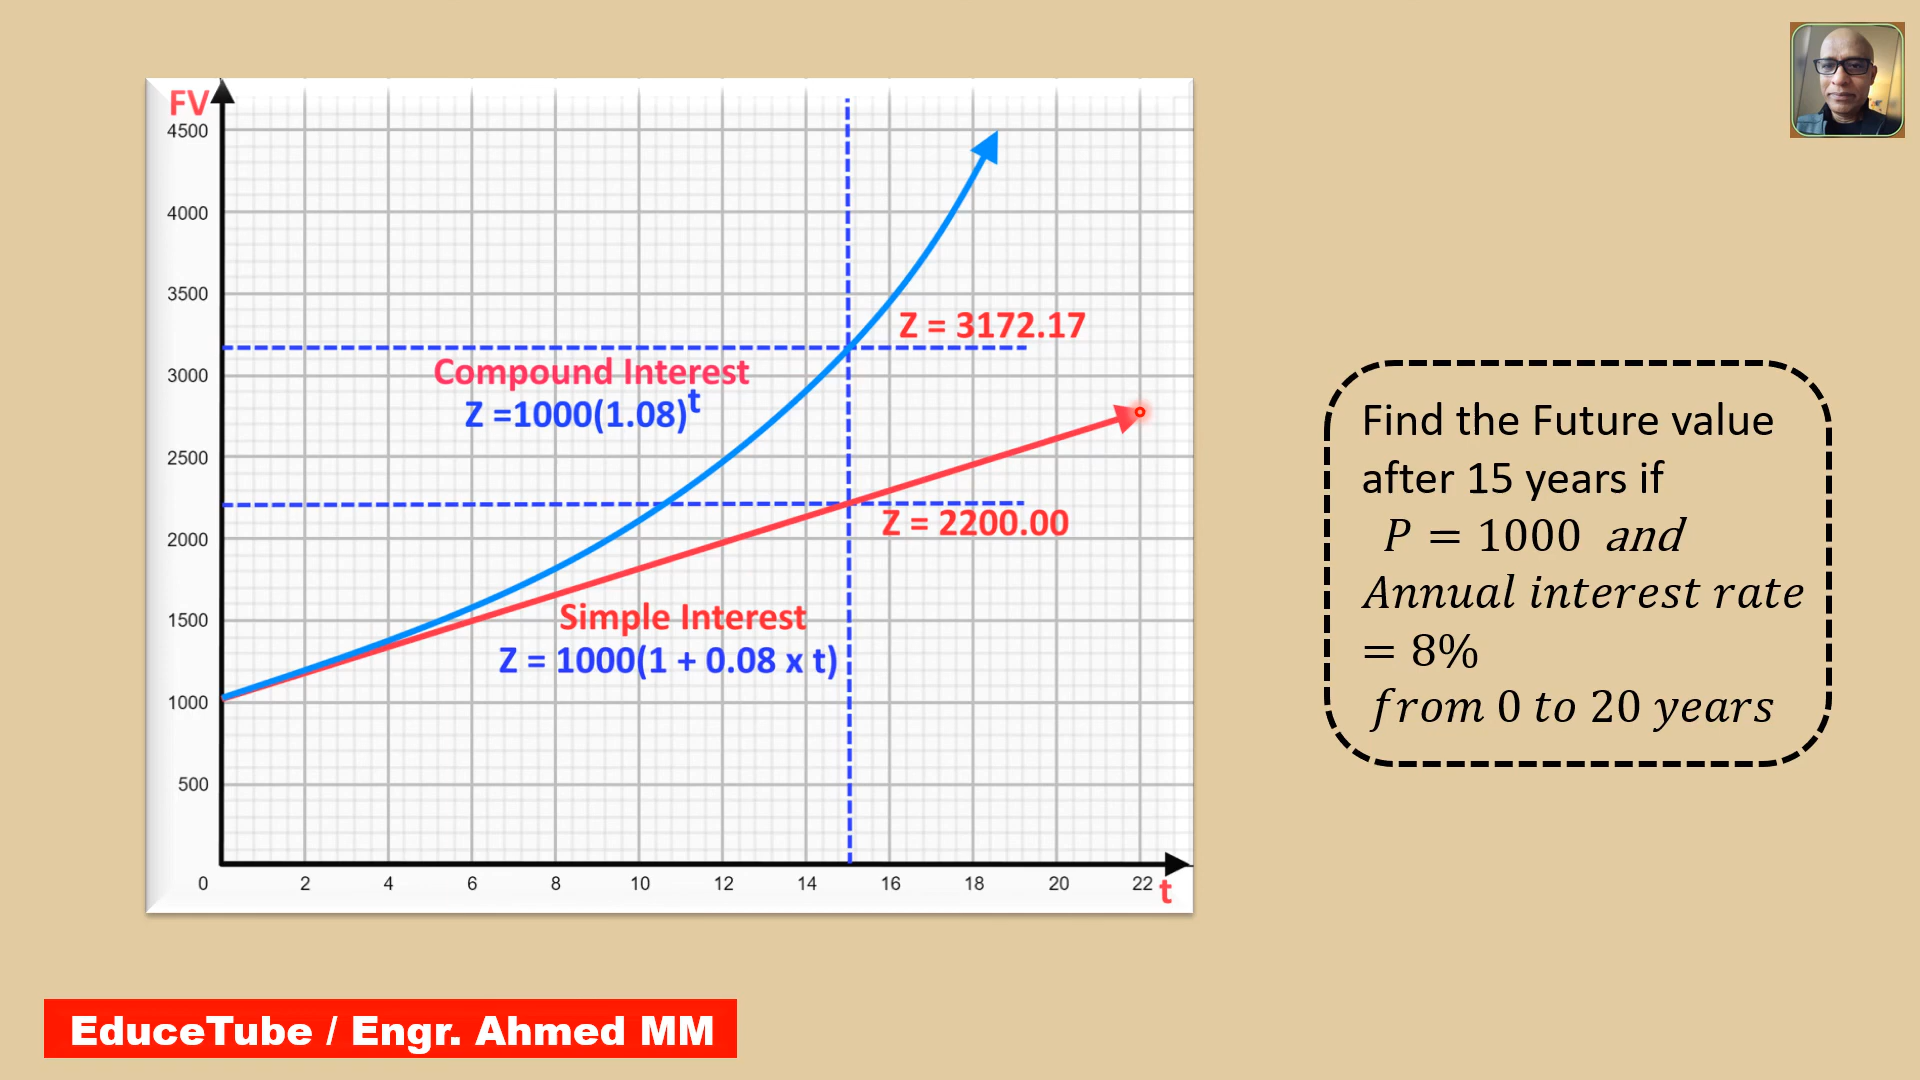 FV
4500
4000
3500
3000
2500
2000
1500
1000
500
0
2
4
6
8
10
12
14
16
18
20
22
t
Z = 3172.17
Compound Interest
Z =1000(1.08)^t
Z = 2200.00
Simple Interest
Z = 1000(1 + 0.08 x t)
Find the Future value
after 15 years if
P = 1000 and
Annual interest rate
= 8%
from 0 to 20 years
EduceTube / Engr. Ahmed MM